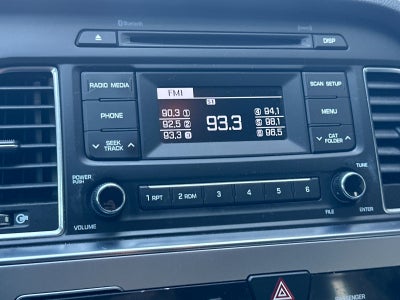 Bluetooth
DISP
RADIO MEDIA
PHONE
SEEK
TRACK
FM1
90.3 1
92.5 2
93.3 3
93.3
4 94.1
5 98.1
6 98.5
SCAN SETUP
MENU
CAT
FOLDER
POWER
PUSH
VOLUME
1 RPT
2 RDM
3
4
5
6
TUNE
FILE
ENTER
PASSENGER